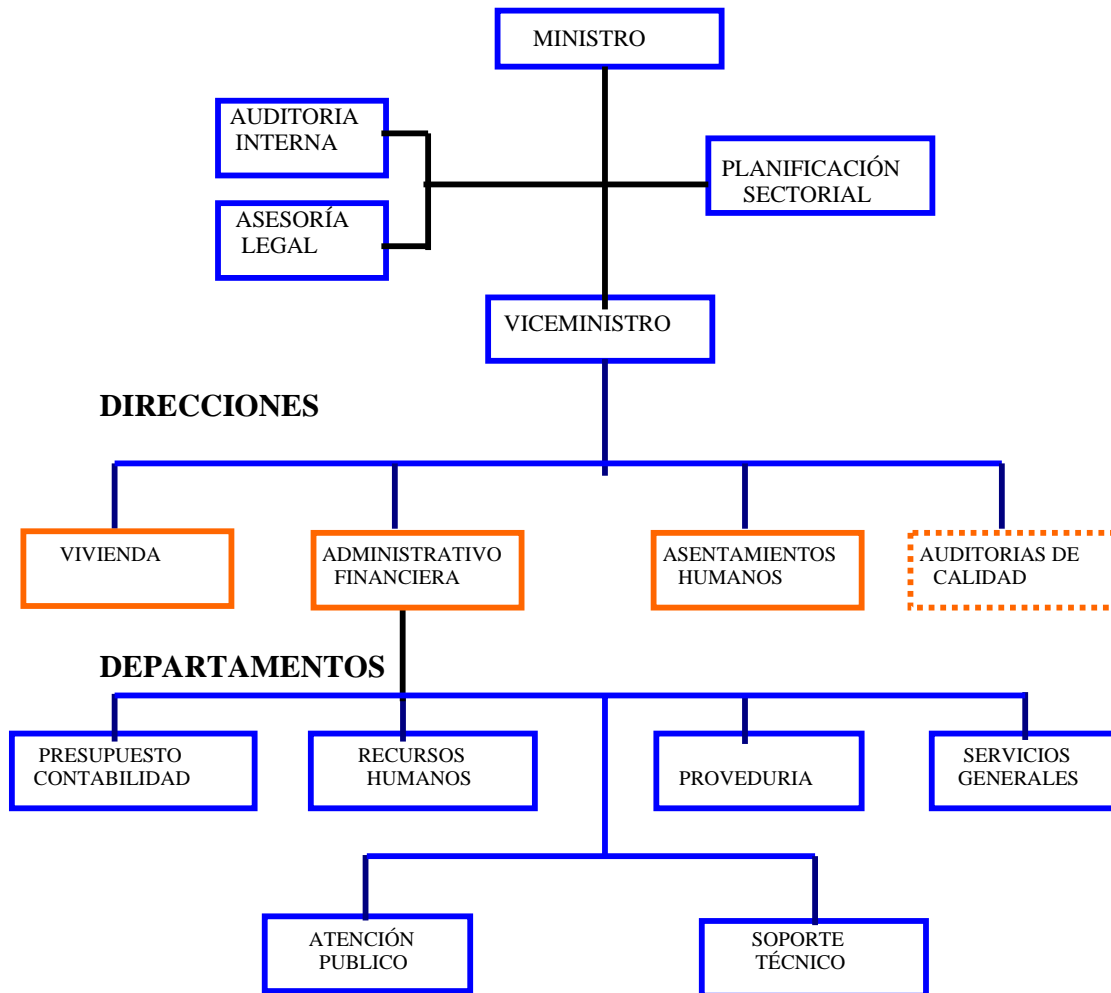 MINISTRO
AUDITORIA
INTERNA
PLANIFICACIÓN
SECTORIAL
ASESORÍA
LEGAL
VICEMINISTRO
DIRECCIONES
VIVIENDA
ADMINISTRATIVO
FINANCIERA
ASENTAMIENTOS
HUMANOS
AUDITORIAS DE
CALIDAD
DEPARTAMENTOS
PRESUPUESTO
CONTABILIDAD
RECURSOS
HUMANOS
PROVEDURIA
SERVICIOS
GENERALES
ATENCIÓN
PUBLICO
SOPORTE
TÉCNICO